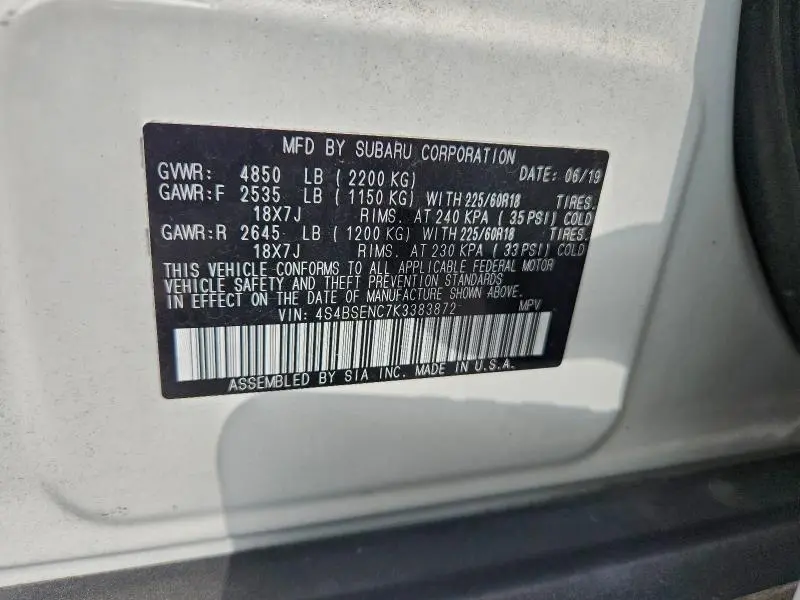 MFD BY SUBARU CORPORATION
GVWR: 4850 LB ( 2200 KG) DATE: 06/19
GAWR:F 2535 LB ( 1150 KG) WITH 225/60R18 TIRES.
18X7J RIMS. AT 240 KPA ( 35 PSI) COLD
GAWR:R 2645 LB ( 1200 KG) WITH 225/60R18 TIRES.
18X7J RIMS. AT 230 KPA ( 33 PSI) COLD
THIS VEHICLE CONFORMS TO ALL APPLICABLE FEDERAL MOTOR
VEHICLE SAFETY AND THEFT PREVENTION STANDARDS
IN EFFECT ON THE DATE OF MANUFACTURE SHOWN ABOVE.
VIN: 4S4BSENC7K3383872 MPV
ASSEMBLED BY SIA INC. MADE IN U.S.A.